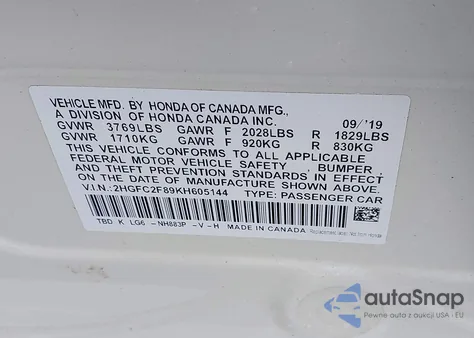 VEHICLE MFD. BY HONDA OF CANADA MFG.,
A DIVISION OF HONDA CANADA INC. 09/'19
GVWR 3769LBS GAWR F 2028LBS R 1829LBS
1710KG GAWR F 920KG R 830KG
THIS VEHICLE CONFORMS TO ALL APPLICABLE
FEDERAL MOTOR VEHICLE SAFETY, BUMPER
AND THEFT PREVENTION STANDARDS IN EFFECT
ON THE DATE OF MANUFACTURE SHOWN ABOVE.
V.I.N.: 2HGFC2F89KH605144 TYPE: PASSENGER CAR
TBD K LG6 - NH883P - V - H MADE IN CANADA
autoSnap
Pewne auto z aukcji USA - EU